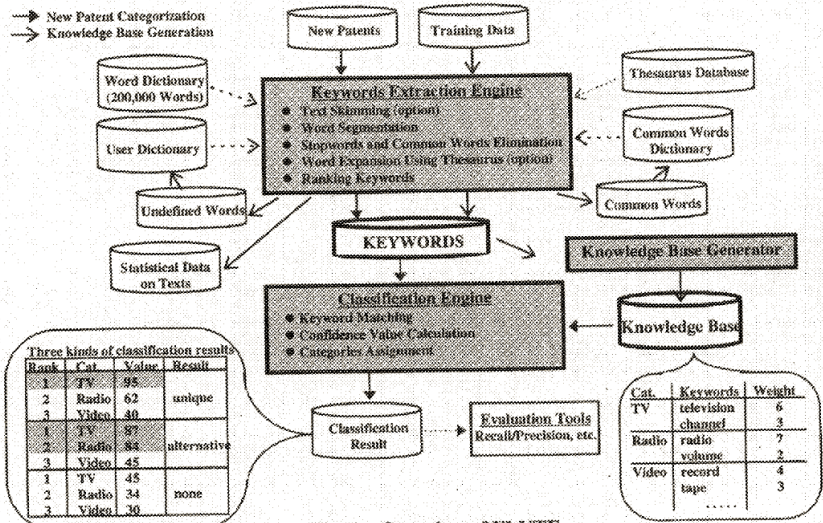 New Patent Categorization
Knowledge Base Generation
New Patents
Training Data
Word Dictionary
(200,000 Words)
Thesaurus Database
Keywords Extraction Engine
Text Skimming (option)
Word Segmentation
Stopwords and Common Words Elimination
Word Expansion Using Thesaurus (option)
Ranking Keywords
User Dictionary
Common Words
Dictionary
Undefined Words
Common Words
KEYWORDS
Statistical Data
on Texts
Knowledge Base Generator
Classification Engine
Keyword Matching
Confidence Value Calculation
Categories Assignment
Knowledge Base
Three kinds of classification results
Rank Cat. Value Result
1 TV 95
2 Radio 62 unique
3 Video 40
1 TV 87
2 Radio 84 alternative
3 Video 45
1 TV 45
2 Radio 34 none
3 Video 30
Classification
Result
Evaluation Tools
Recall/Precision, etc.
Cat. Keywords Weight
TV television 6
channel 3
Radio radio 7
volume 2
Video record 4
tape 3
.....